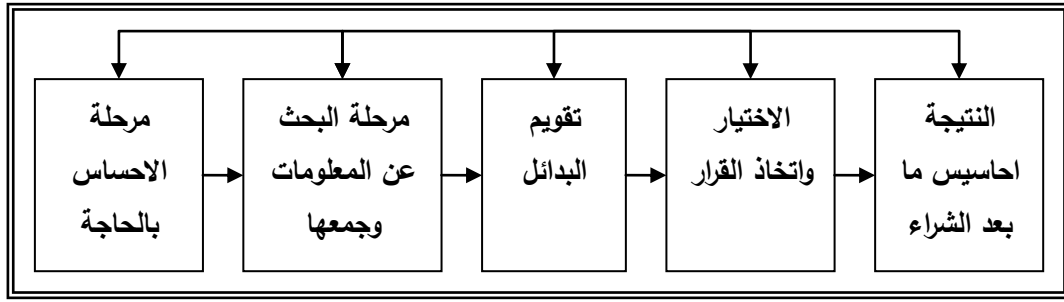 مرحلة
الاحساس
بالحاجة
مرحلة البحث
عن المعلومات
وجمعها
تقويم
البدائل
الاختيار
واتخاذ القرار
النتيجة
احاسيس ما
بعد الشراء